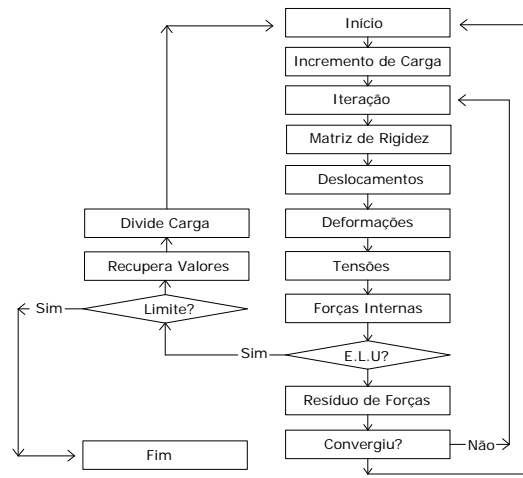 Início
Incremento de Carga
Iteração
Matriz de Rigidez
Deslocamentos
Divide Carga
Deformações
Recupera Valores
Tensões
Sim
Limite?
Forças Internas
Sim
E.L.U?
Resíduo de Forças
Convergiu?
Não
Fim